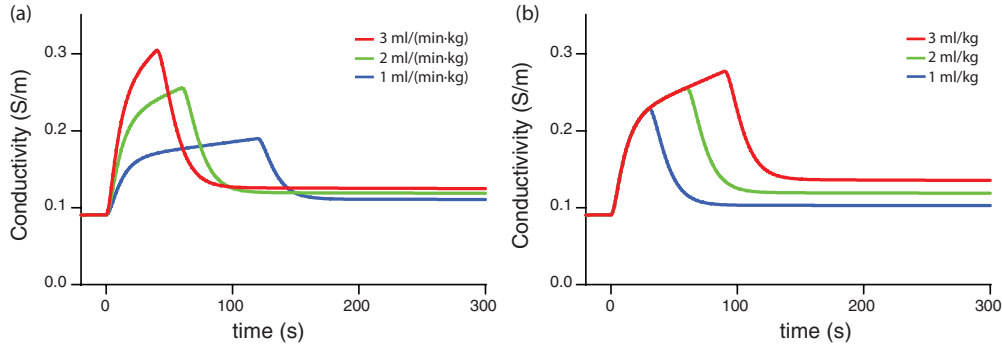 (a)
Conductivity (S/m)
0.3
0.2
0.1
0.0
3 ml/(min·kg)
2 ml/(min·kg)
1 ml/(min·kg)
0
100
200
300
time (s)
(b)
Conductivivity (S/m)
0.3
0.2
0.1
0.0
3 ml/kg
2 ml/kg
1 ml/kg
0
100
200
300
time (s)